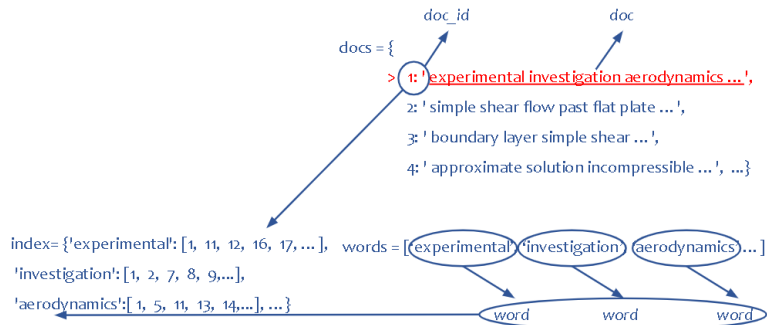 doc_id doc
docs = {
> 1: 'experimental investigation aerodynamics ... ',
2: ' simple shear flow past flat plate ... ',
3: ' boundary layer simple shear ... ',
4: ' approximate solution incompressible ... ', ...}
index= {'experimental': [1, 11, 12, 16, 17, ... ], words = ['experimental' 'investigation' 'aerodynamics' ... ]
'investigation': [1, 2, 7, 8, 9,...],
'aerodynamics':[ 1, 5, 11, 13, 14,...], ... }
word word word